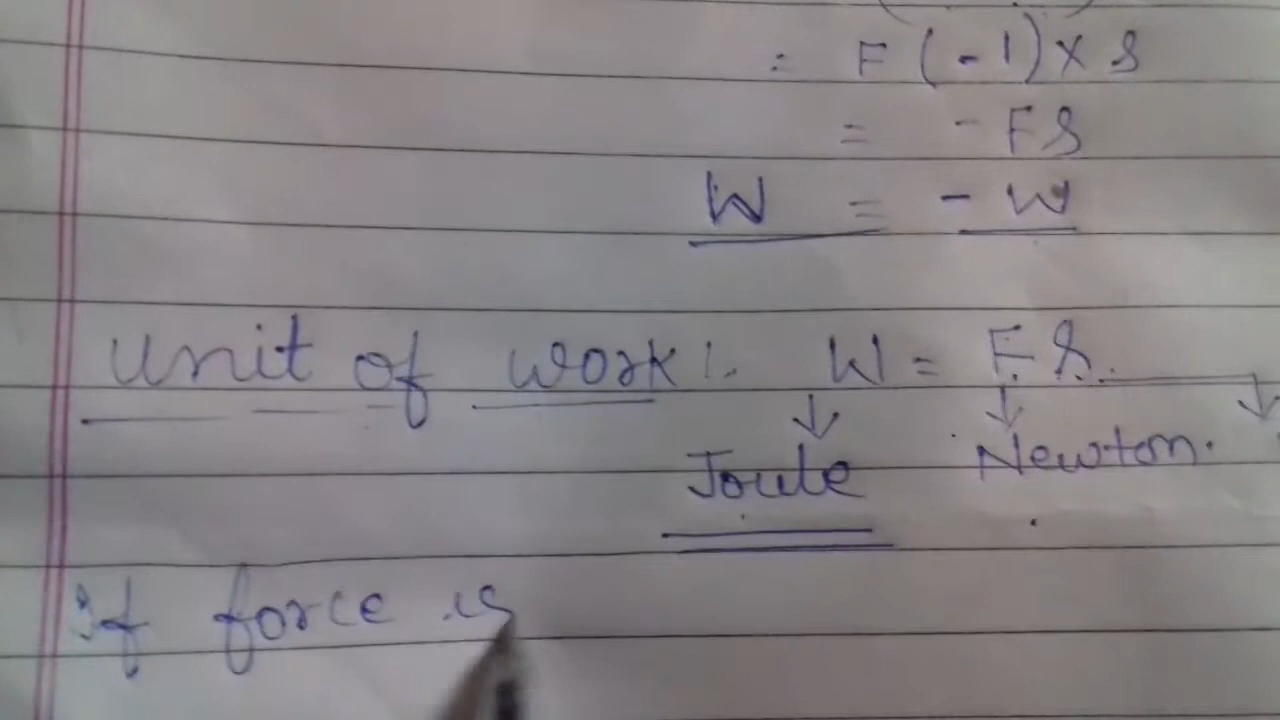 = F (-1) × S
= - FS
W = - W
Unit of work:. W = F. S.
↓ ↓ ↓
Joule Newton.
If force is